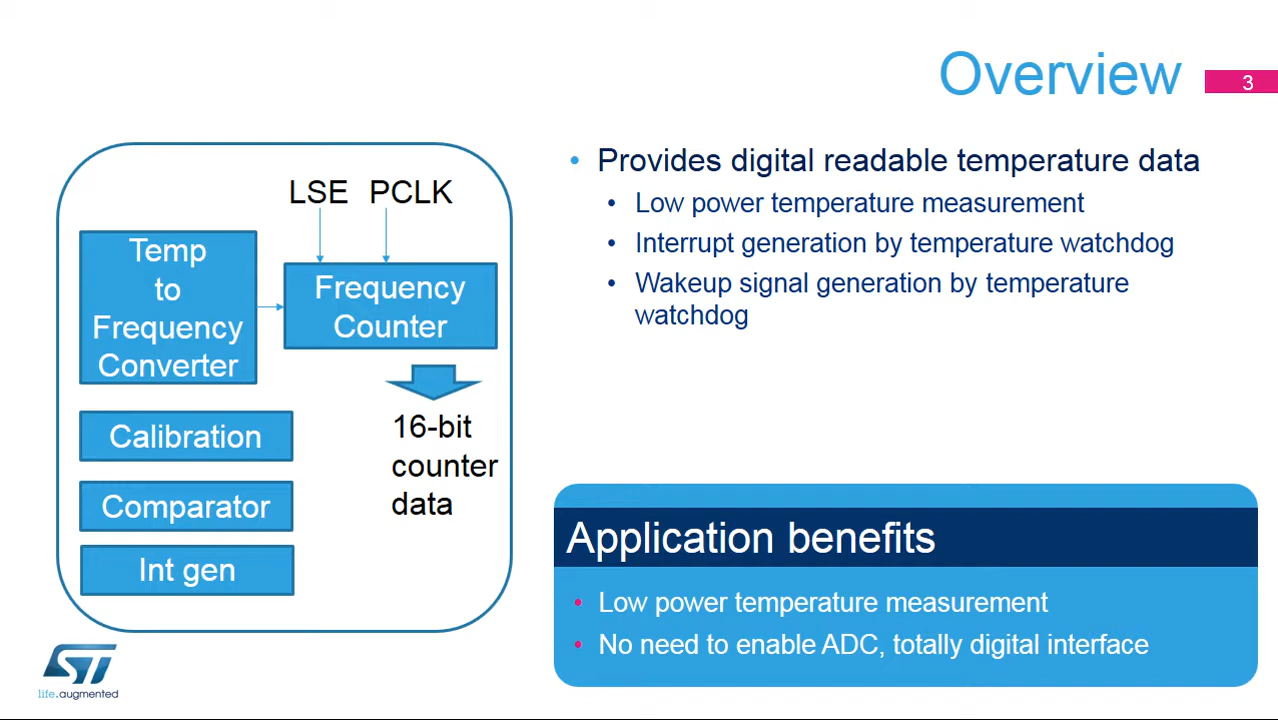 Overview
3
LSE PCLK
Temp
to
Frequency
Converter
Frequency
Counter
Calibration
Comparator
Int gen
16-bit
counter
data
• Provides digital readable temperature data
• Low power temperature measurement
• Interrupt generation by temperature watchdog
• Wakeup signal generation by temperature
watchdog
Application benefits
• Low power temperature measurement
• No need to enable ADC, totally digital interface
ST
life.augmented